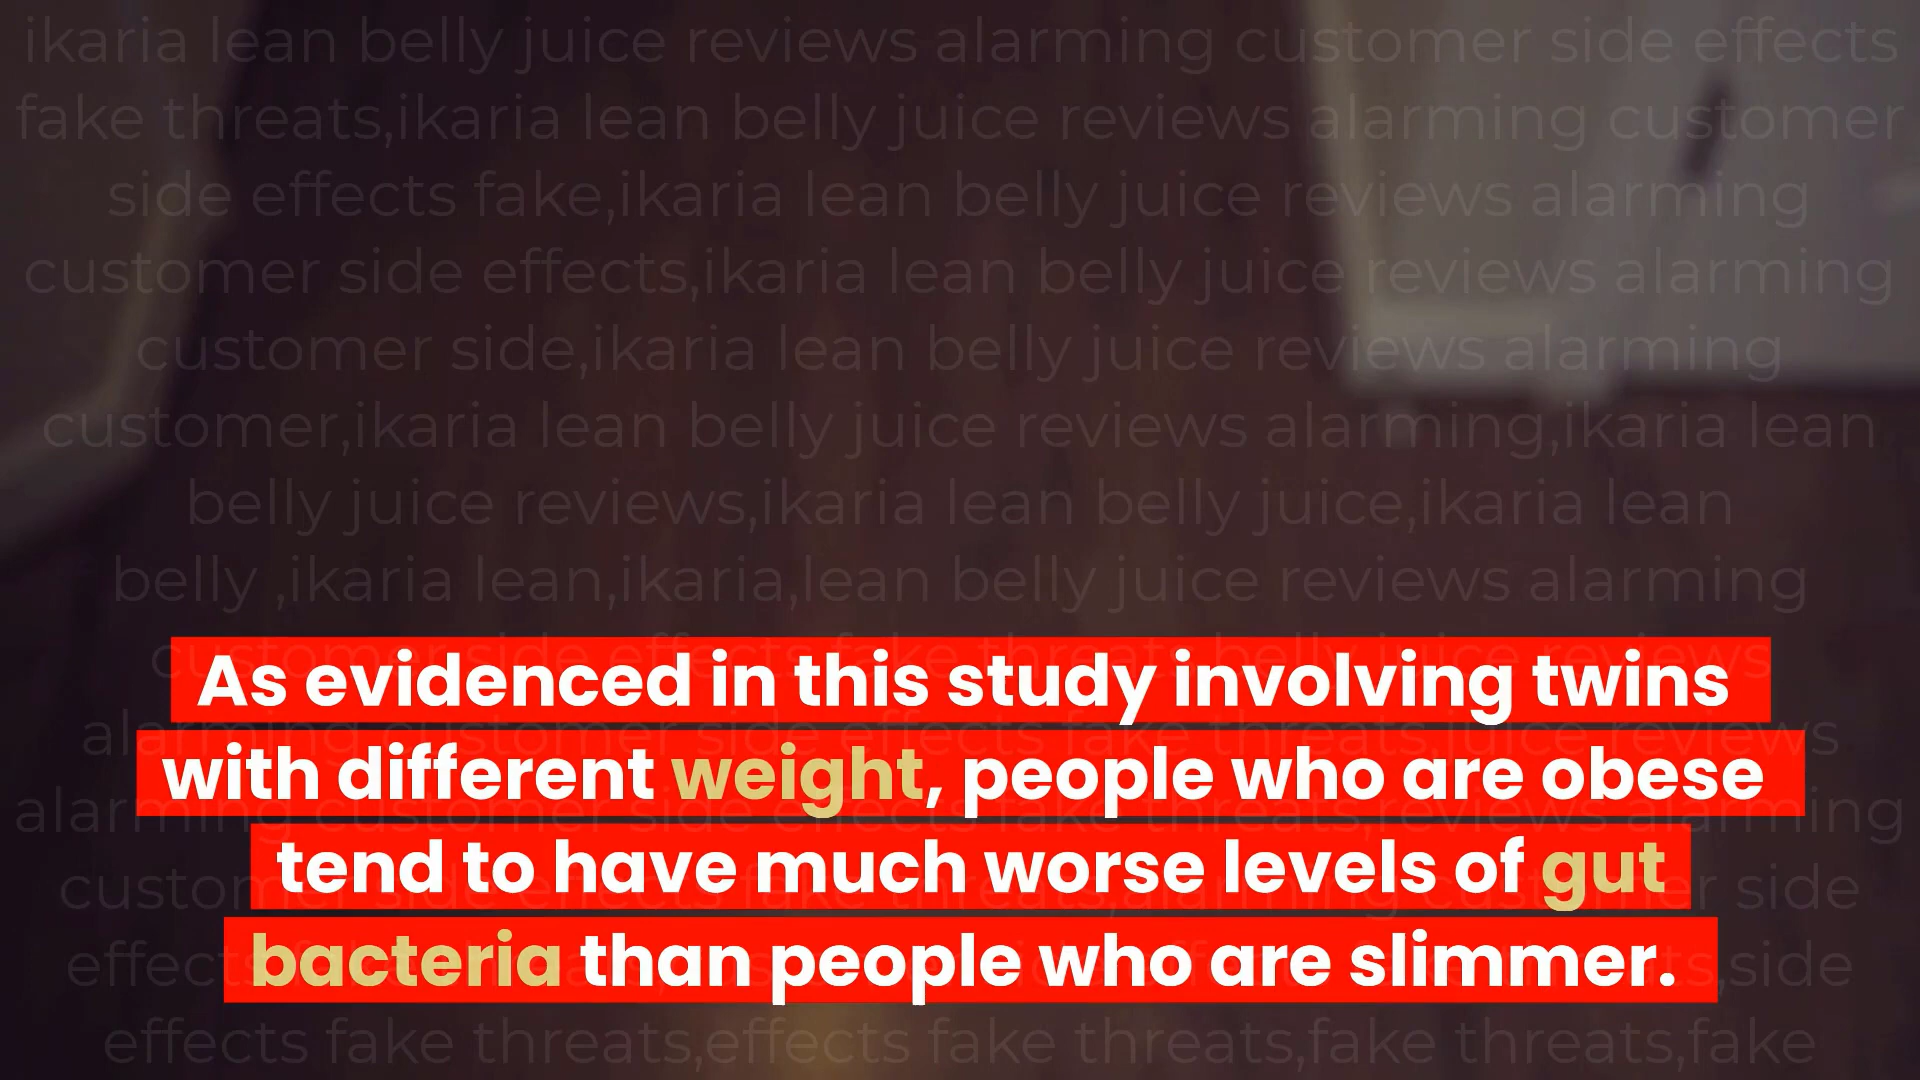 ikaria lean belly juice reviews alarming customer side effects
fake threats,ikaria lean belly juice reviews alarming customer
side effects fake,ikaria lean belly juice reviews alarming
customer side effects,ikaria lean belly juice reviews alarming
customer side,ikaria lean belly juice reviews alarming
customer,ikaria lean belly juice reviews alarming,ikaria lean
belly juice reviews,ikaria lean belly juice,ikaria lean
belly ,ikaria lean,ikaria,lean belly juice reviews alarming
As evidenced in this study involving twins
with different weight, people who are obese
tend to have much worse levels of gut
bacteria than people who are slimmer.
effects fake threats,effects fake threats,fake